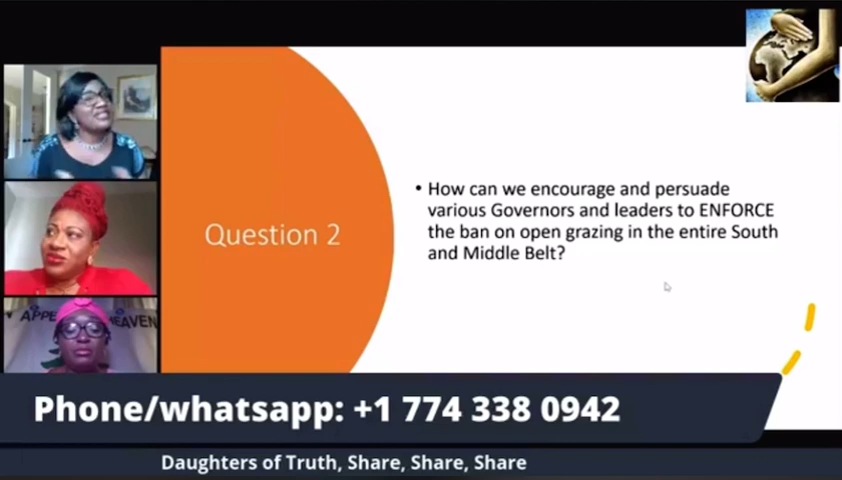 APPE
HEAVEN
Question 2
• How can we encourage and persuade
various Governors and leaders to ENFORCE
the ban on open grazing in the entire South
and Middle Belt?
Phone/whatsapp: +1 774 338 0942
Daughters of Truth, Share, Share, Share